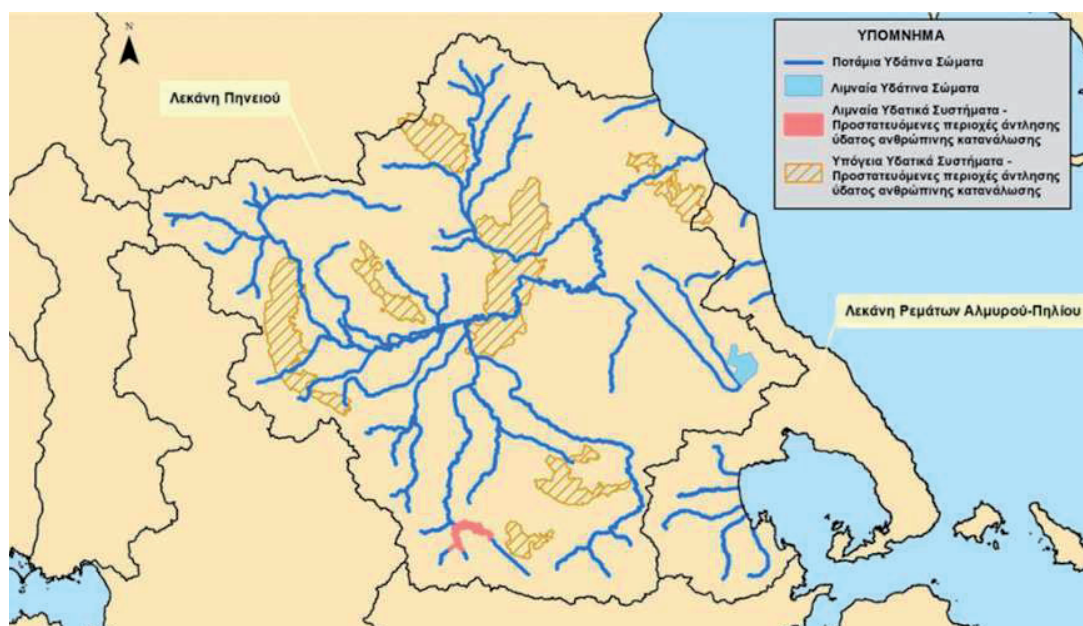 N
Λεκάνη Πηνειού
ΥΠΟΜΝΗΜΑ
Ποτάμια Υδάτινα Σώματα
Λιμναία Υδάτινα Σώματα
Λιμναία Υδατικά Συστήματα -
Προστατευόμενες περιοχές άντλησης
ύδατος ανθρώπινης κατανάλωσης
Υπόγεια Υδατικά Συστήματα -
Προστατευόμενες περιοχές άντλησης
ύδατος ανθρώπινης κατανάλωσης
Λεκάνη Ρεμάτων Αλμυρού-Πηλίου